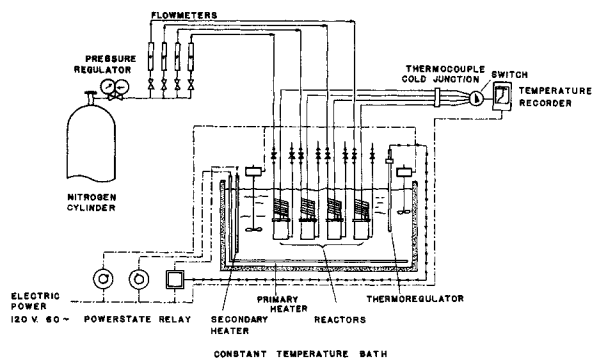 FLOWMETERS
PRESSURE
REGULATOR
THERMOCOUPLE
COLD JUNCTION
SWITCH
TEMPERATURE
RECORDER
NITROGEN
CYLINDER
ELECTRIC
POWER
120 V. 60 ~
POWERSTATE RELAY
SECONDARY
HEATER
PRIMARY
HEATER
REACTORS
THERMOREGULATOR
CONSTANT TEMPERATURE BATH